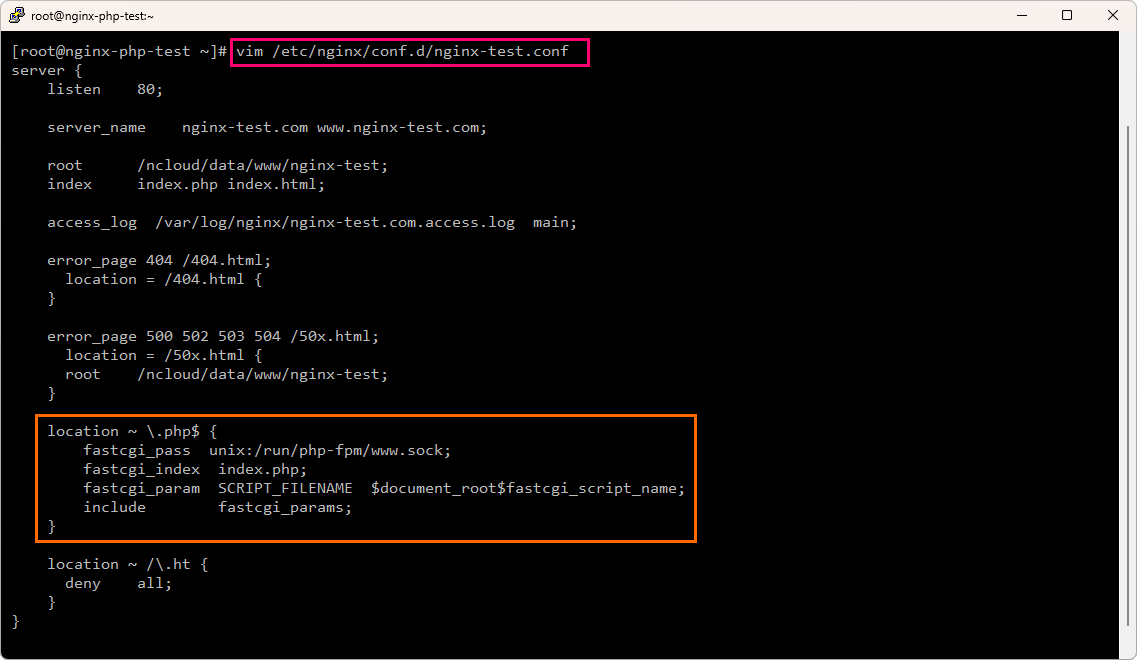 root@nginx-php-test:~
[root@nginx-php-test ~]# vim /etc/nginx/conf.d/nginx-test.conf
server {
    listen    80;

    server_name    nginx-test.com www.nginx-test.com;

    root      /ncloud/data/www/nginx-test;
    index     index.php index.html;

    access_log  /var/log/nginx/nginx-test.com.access.log  main;

    error_page 404 /404.html;
      location = /404.html {
    }

    error_page 500 502 503 504 /50x.html;
      location = /50x.html {
      root    /ncloud/data/www/nginx-test;
    }

    location ~ \.php$ {
        fastcgi_pass  unix:/run/php-fpm/www.sock;
        fastcgi_index  index.php;
        fastcgi_param  SCRIPT_FILENAME  $document_root$fastcgi_script_name;
        include        fastcgi_params;
    }

    location ~ /\.ht {
      deny    all;
    }
}